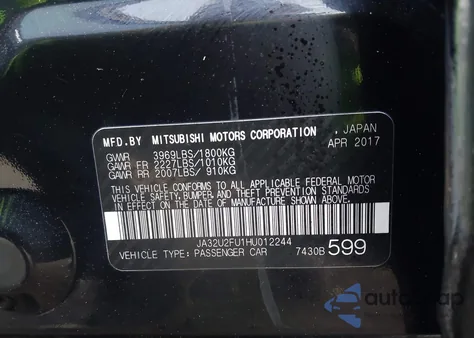 MFD.BY MITSUBISHI MOTORS CORPORATION , JAPAN
APR 2017
GVWR 3969LBS/1800KG
GAWR FR 2227LBS/1010KG
GAWR RR 2007LBS/ 910KG
THIS VEHICLE CONFORMS TO ALL APPLICABLE FEDERAL MOTOR
VEHICLE SAFETY,BUMPER,AND THEFT PREVENTION STANDARDS
IN EFFECT ON THE DATE OF MANUFACTURE SHOWN ABOVE.
JA32U2FU1HU012244
VEHICLE TYPE: PASSENGER CAR 7430B 599